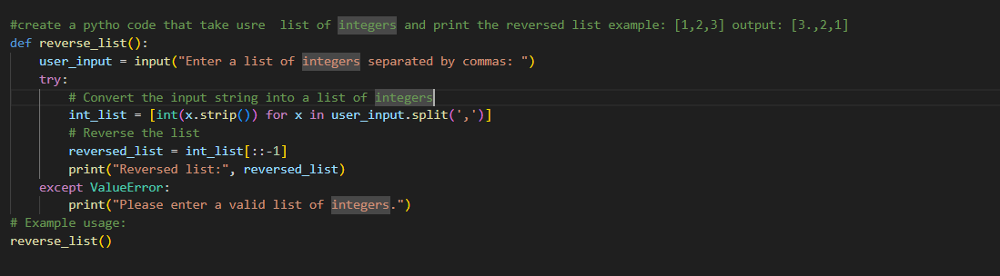 #create a pytho code that take usre  list of integers and print the reversed list example: [1,2,3] output: [3.,2,1]
def reverse_list():
    user_input = input("Enter a list of integers separated by commas: ")
    try:
        # Convert the input string into a list of integers
        int_list = [int(x.strip()) for x in user_input.split(',')]
        # Reverse the list
        reversed_list = int_list[::-1]
        print("Reversed list:", reversed_list)
    except ValueError:
        print("Please enter a valid list of integers.")
# Example usage:
reverse_list()